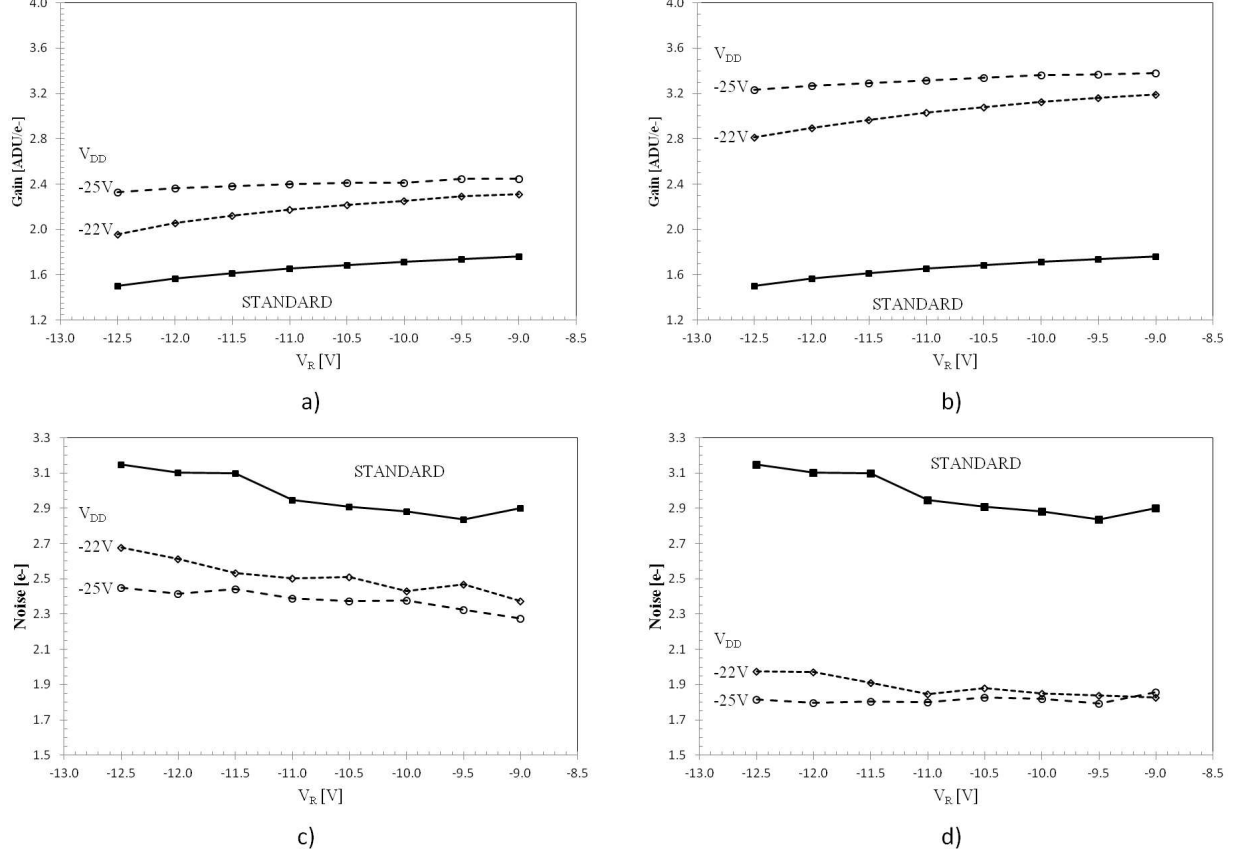 4.0
3.6
3.2
2.8
2.4
2.0
1.6
1.2
Gain [ADU/e-]
VDD
-25V
-22V
STANDARD
-13.0 -12.5 -12.0 -11.5 -11.0 -10.5 -10.0 -9.5 -9.0 -8.5
VR [V]
a)
4.0
3.6
3.2
2.8
2.4
2.0
1.6
1.2
Gain [ADU/e-]
VDD
-25V
-22V
STANDARD
-13.0 -12.5 -12.0 -11.5 -11.0 -10.5 -10.0 -9.5 -9.0 -8.5
VR [V]
b)
3.3
3.1
2.9
2.7
2.5
2.3
2.1
1.9
1.7
1.5
Noise [e-]
STANDARD
VDD
-22V
-25V
-13.0 -12.5 -12.0 -11.5 -11.0 -10.5 -10.0 -9.5 -9.0 -8.5
VR [V]
c)
3.3
3.1
2.9
2.7
2.5
2.3
2.1
1.9
1.7
1.5
Noise [e-]
STANDARD
VDD
-22V
-25V
-13.0 -12.5 -12.0 -11.5 -11.0 -10.5 -10.0 -9.5 -9.0 -8.5
VR [V]
d)